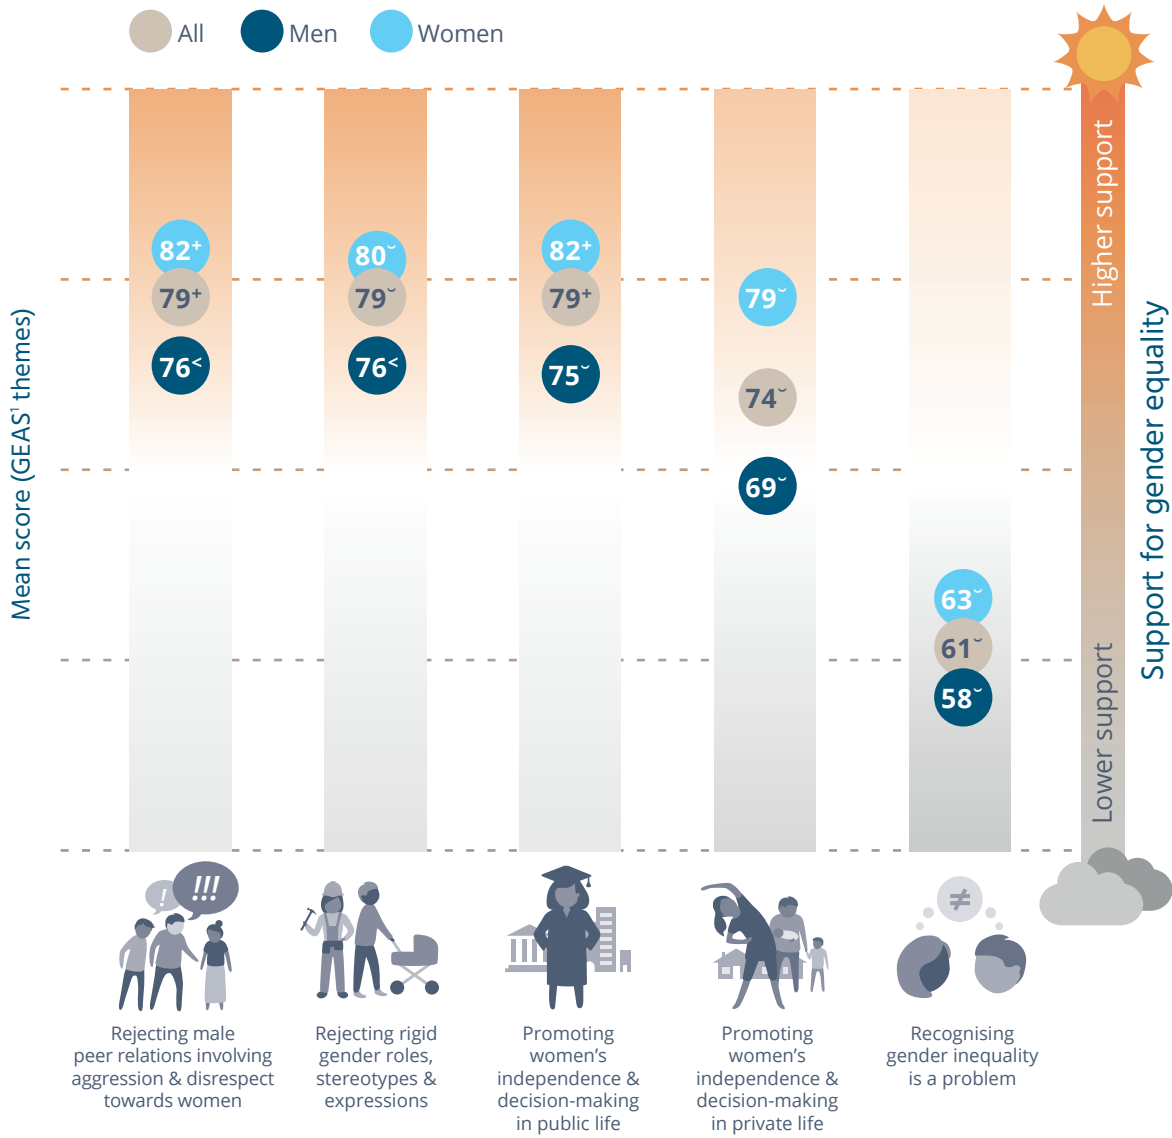 All
Men
Women
Mean score (GEAS¹ themes)
82⁺
79⁺
76<
80˘
79˘
76<
82⁺
79⁺
75˘
79˘
74˘
69˘
63˘
61˘
58˘
Higher support
Lower support
Support for gender equality
!
!!!
≠
Rejecting male
peer relations involving
aggression & disrespect
towards women
Rejecting rigid
gender roles,
stereotypes &
expressions
Promoting
women’s
independence &
decision-making
in public life
Promoting
women’s
independence &
decision-making
in private life
Recognising
gender inequality
is a problem